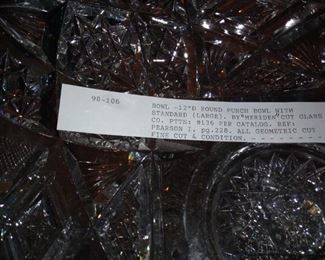 98-106
BOWL -12"D ROUND PUNCH BOWL WITH
STANDARD (LARGE). BY "MERIDEN" CUT GLASS
CO. PTTN: #136 PER CATALOG. REF:
PEARSON I, pg.228. ALL GEOMETRIC CUT
FINE CUT & CONDITION. - - - - - - - -